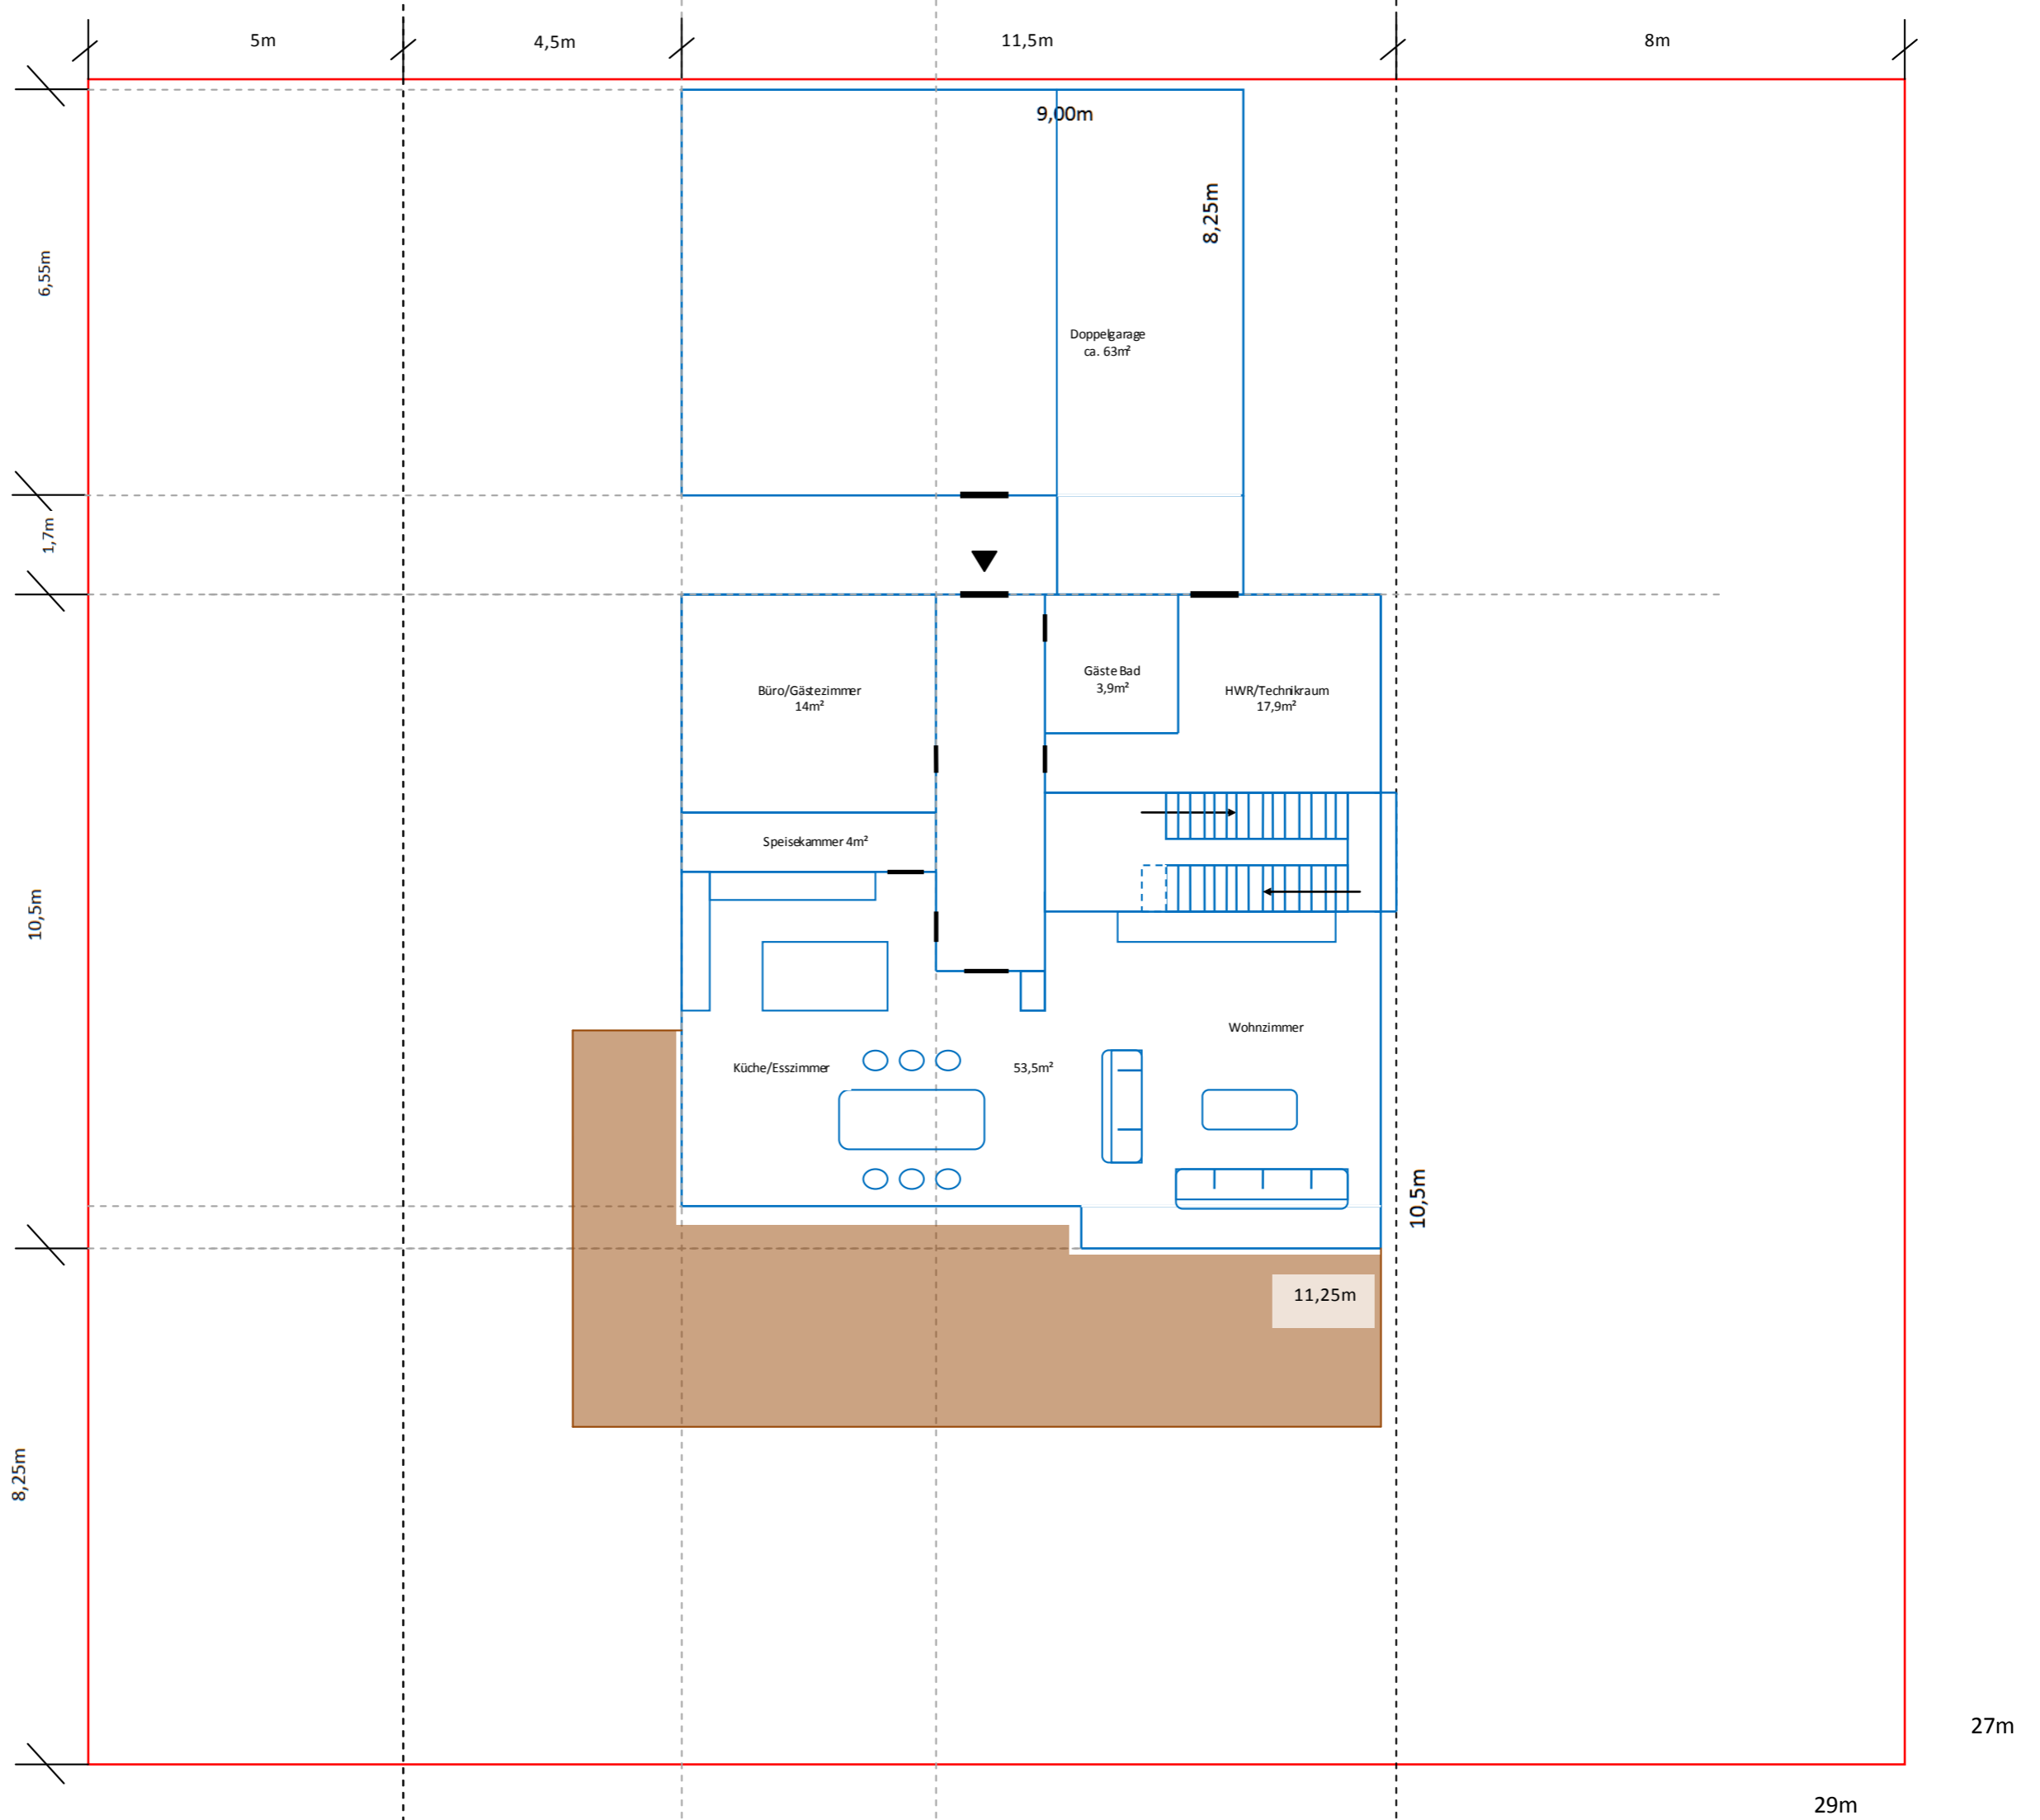 5m
4,5m
11,5m
8m
9,00m
8,25m
6,55m
Doppelgarage
ca. 63m²
1,7m
Gäste Bad
3,9m²
Büro/Gästezimmer
14m²
HWR/Technikraum
17,9m²
Speisekammer 4m²
10,5m
Wohnzimmer
Küche/Esszimmer
53,5m²
10,5m
11,25m
8,25m
27m
29m